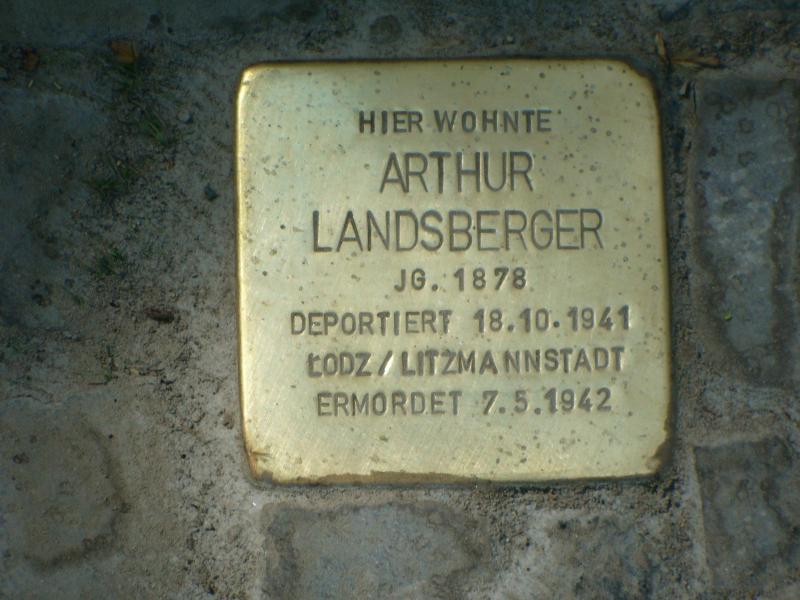 HIER WOHNTE
ARTHUR
LANDSBERGER
JG. 1878
DEPORTIERT 18.10.1941
ŁODZ / LITZMANNSTADT
ERMORDET 7.5.1942